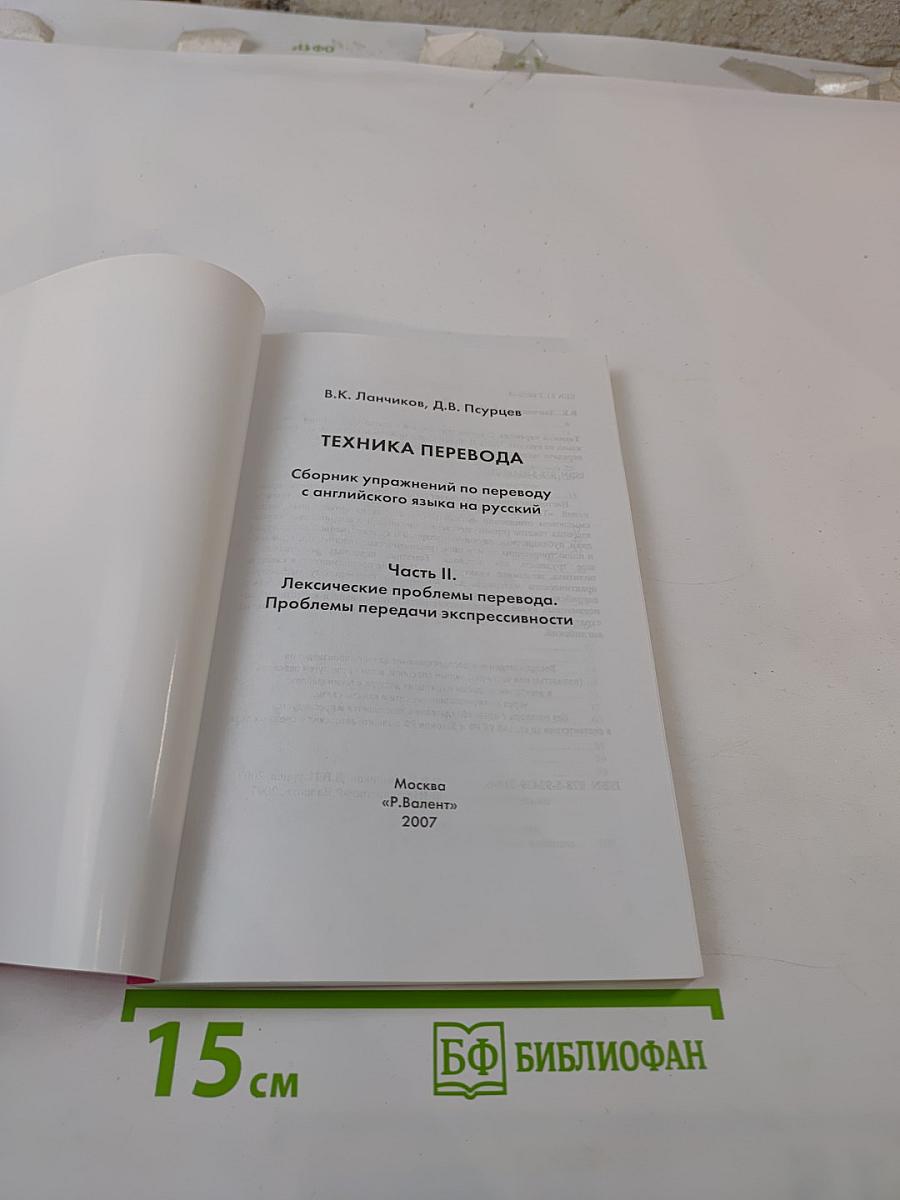 В.К. Ланчиков, Д.В. Псурцев
ТЕХНИКА ПЕРЕВОДА
Сборник упражнений по переводу
с английского языка на русский
Часть II.
Лексические проблемы перевода.
Проблемы передачи экспрессивности
Москва
«Р.Валент»
2007
15 см
БФ БИБЛИОФАН